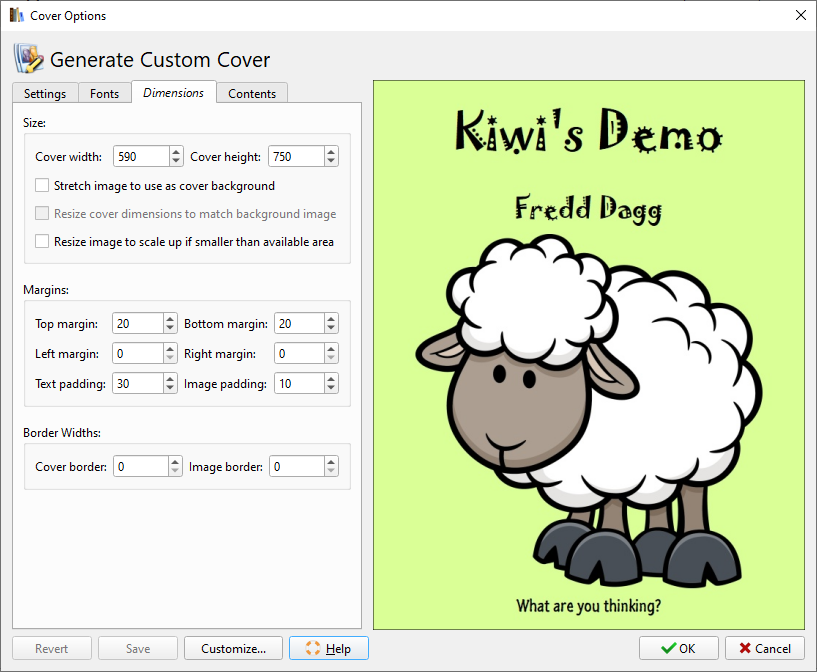 Cover Options
Generate Custom Cover
Settings Fonts Dimensions Contents
Size:
Cover width: 590 Cover height: 750
Stretch image to use as cover background
Resize cover dimensions to match background image
Resize image to scale up if smaller than available area
Margins:
Top margin: 20 Bottom margin: 20
Left margin: 0 Right margin: 0
Text padding: 30 Image padding: 10
Border Widths:
Cover border: 0 Image border: 0
Kiwi's Demo
Fredd Dagg
What are you thinking?
Revert Save Customize... Help OK Cancel